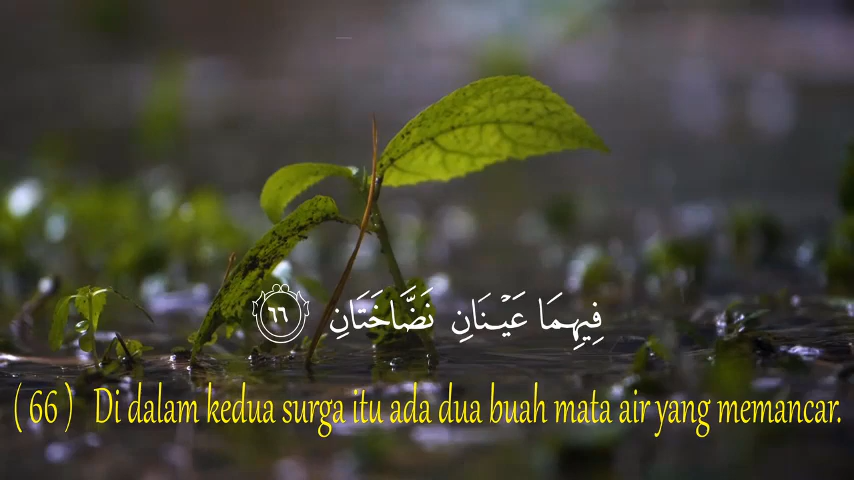 فِيهِمَا عَيْنَانِ نَضَّاخَتَانِ ٦٦
( 66 ) Di dalam kedua surga itu ada dua buah mata air yang memancar.